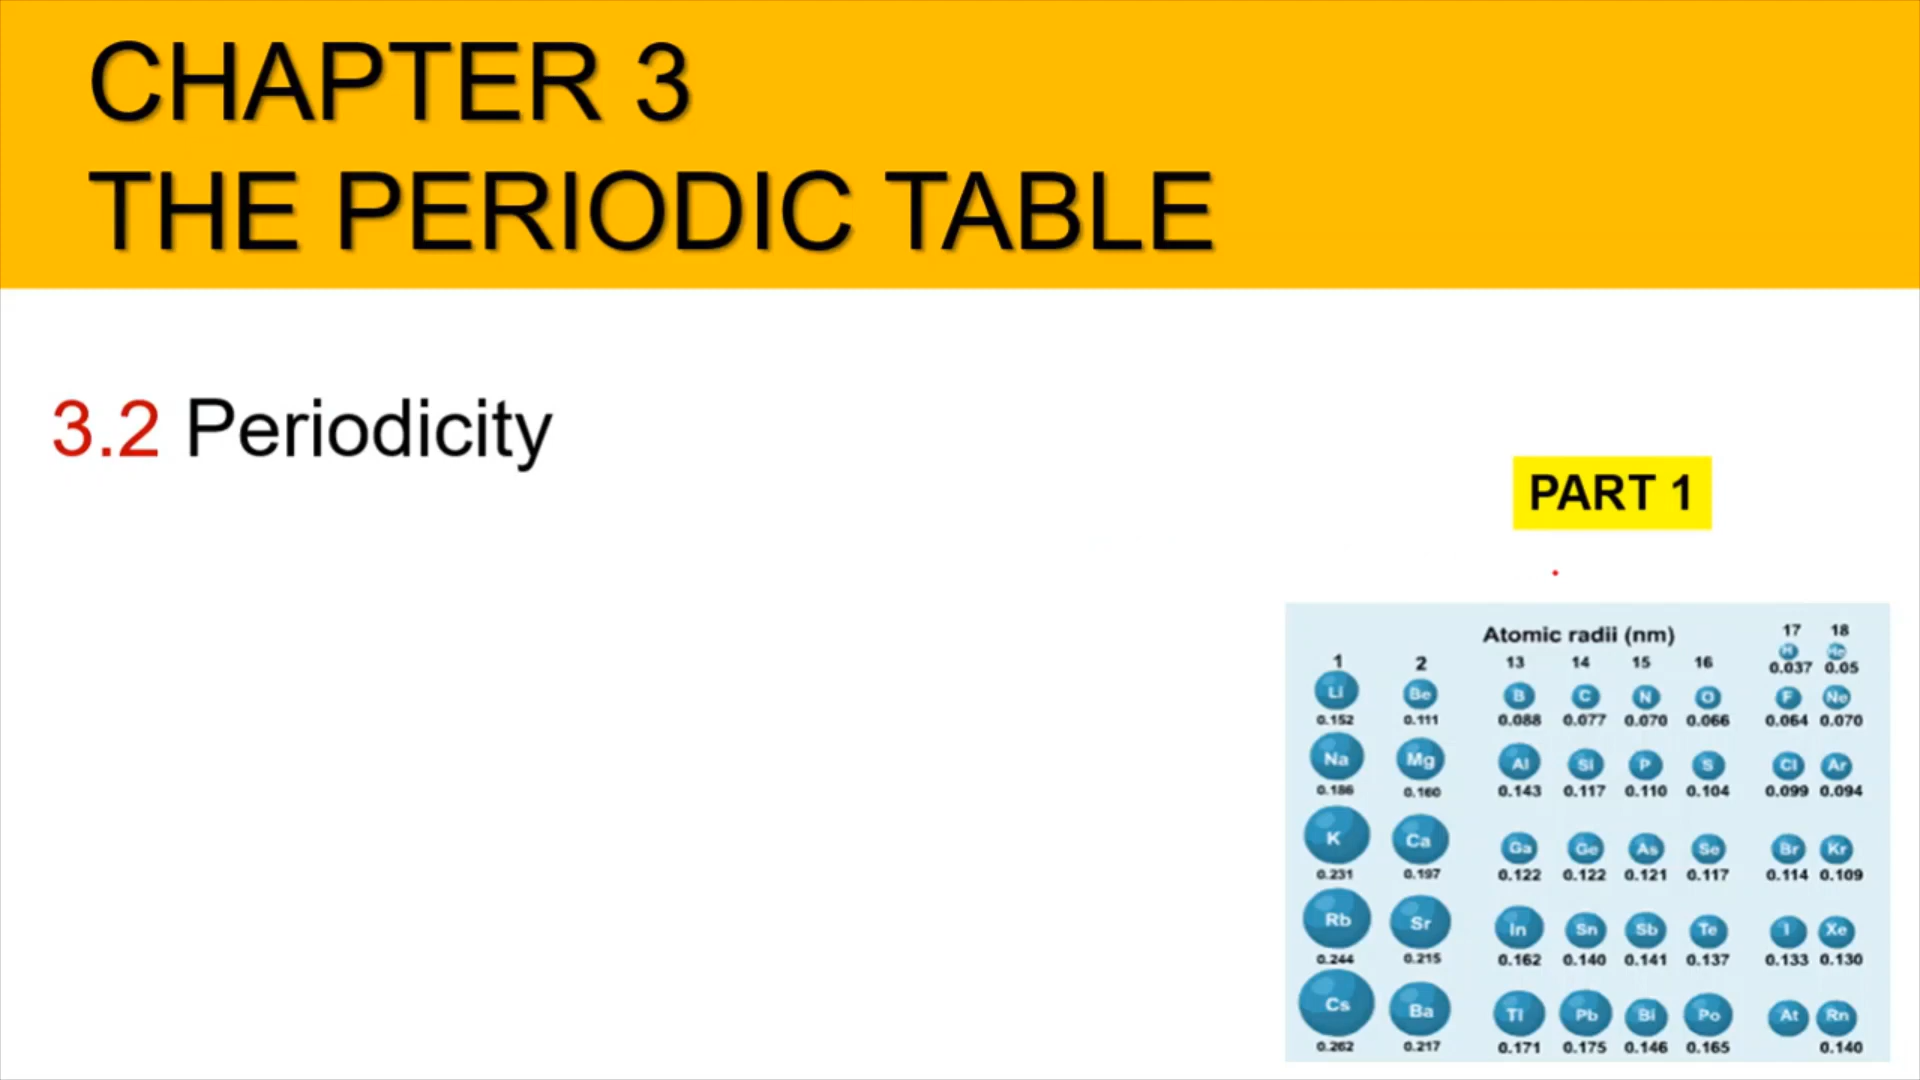 CHAPTER 3
THE PERIODIC TABLE
3.2 Periodicity
PART 1
Atomic radii (nm)
17 18
H He
0.037 0.05
1 2 13 14 15 16
Li Be B C N O F Ne
0.152 0.111 0.088 0.077 0.070 0.066 0.064 0.070
Na Mg Al Si P S Cl Ar
0.186 0.160 0.143 0.117 0.110 0.104 0.099 0.094
K Ca Ga Ge As Se Br Kr
0.231 0.197 0.122 0.122 0.121 0.117 0.114 0.109
Rb Sr In Sn Sb Te I Xe
0.244 0.215 0.162 0.140 0.141 0.137 0.133 0.130
Cs Ba Tl Pb Bi Po At Rn
0.262 0.217 0.171 0.175 0.146 0.165 0.140